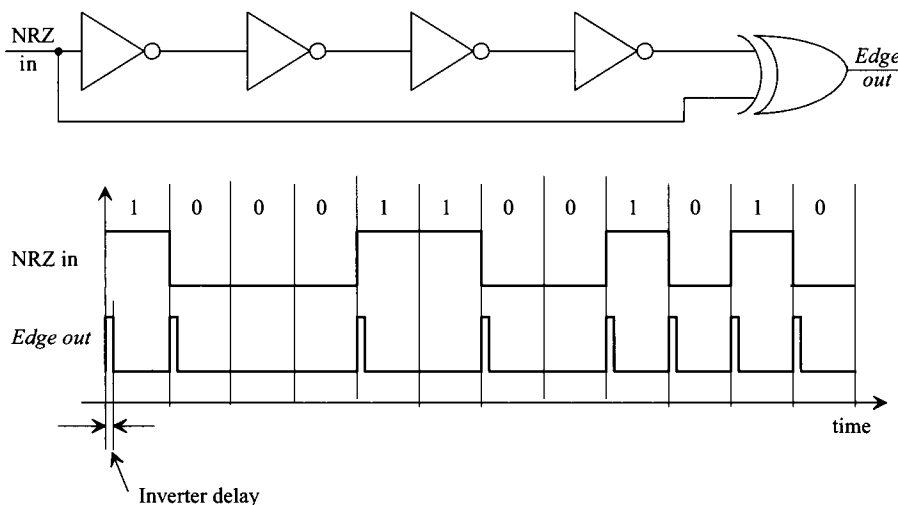 NRZ
in
Edge
out
1 0 0 0 1 1 0 0 1 0 1 0
NRZ in
Edge out
time
Inverter delay